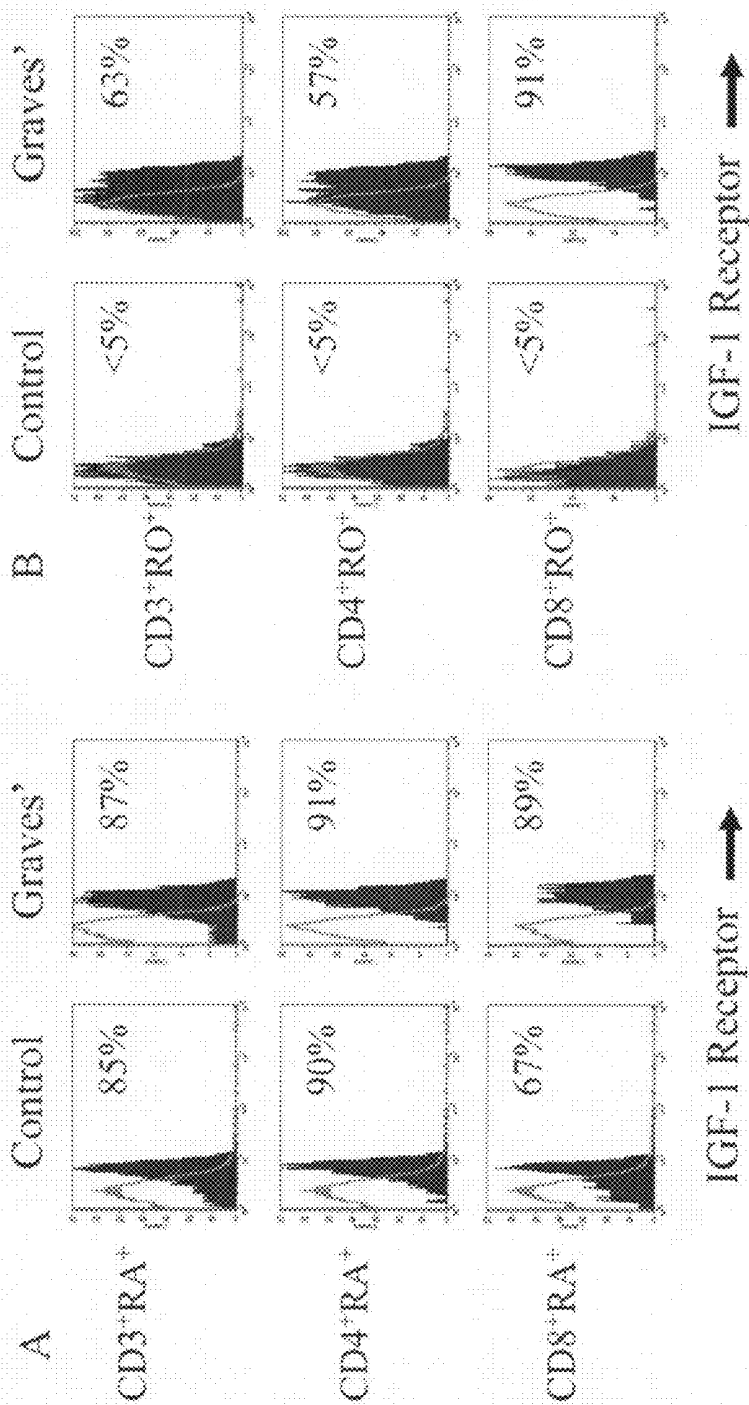 A
Control
Graves'
CD3+RA+
85%
87%
CD4+RA+
90%
91%
CD8+RA+
67%
89%
IGF-1 Receptor
B
Control
Graves'
CD3+RO+
<5%
63%
CD4+RO+
<5%
57%
CD8+RO+
<5%
91%
IGF-1 Receptor